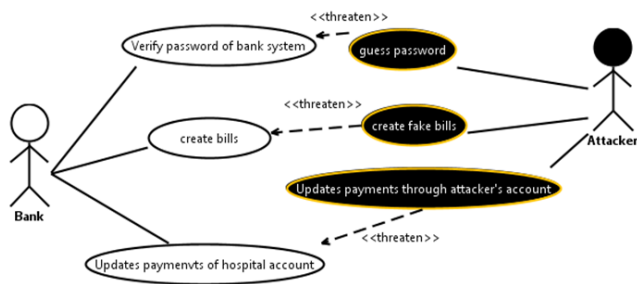 <<threaten>>
Verify password of bank system
guess password
<<threaten>>
create bills
create fake bills
Attacker
Updates payments through attacker's account
Bank
<<threaten>>
Updates paymenvts of hospital account